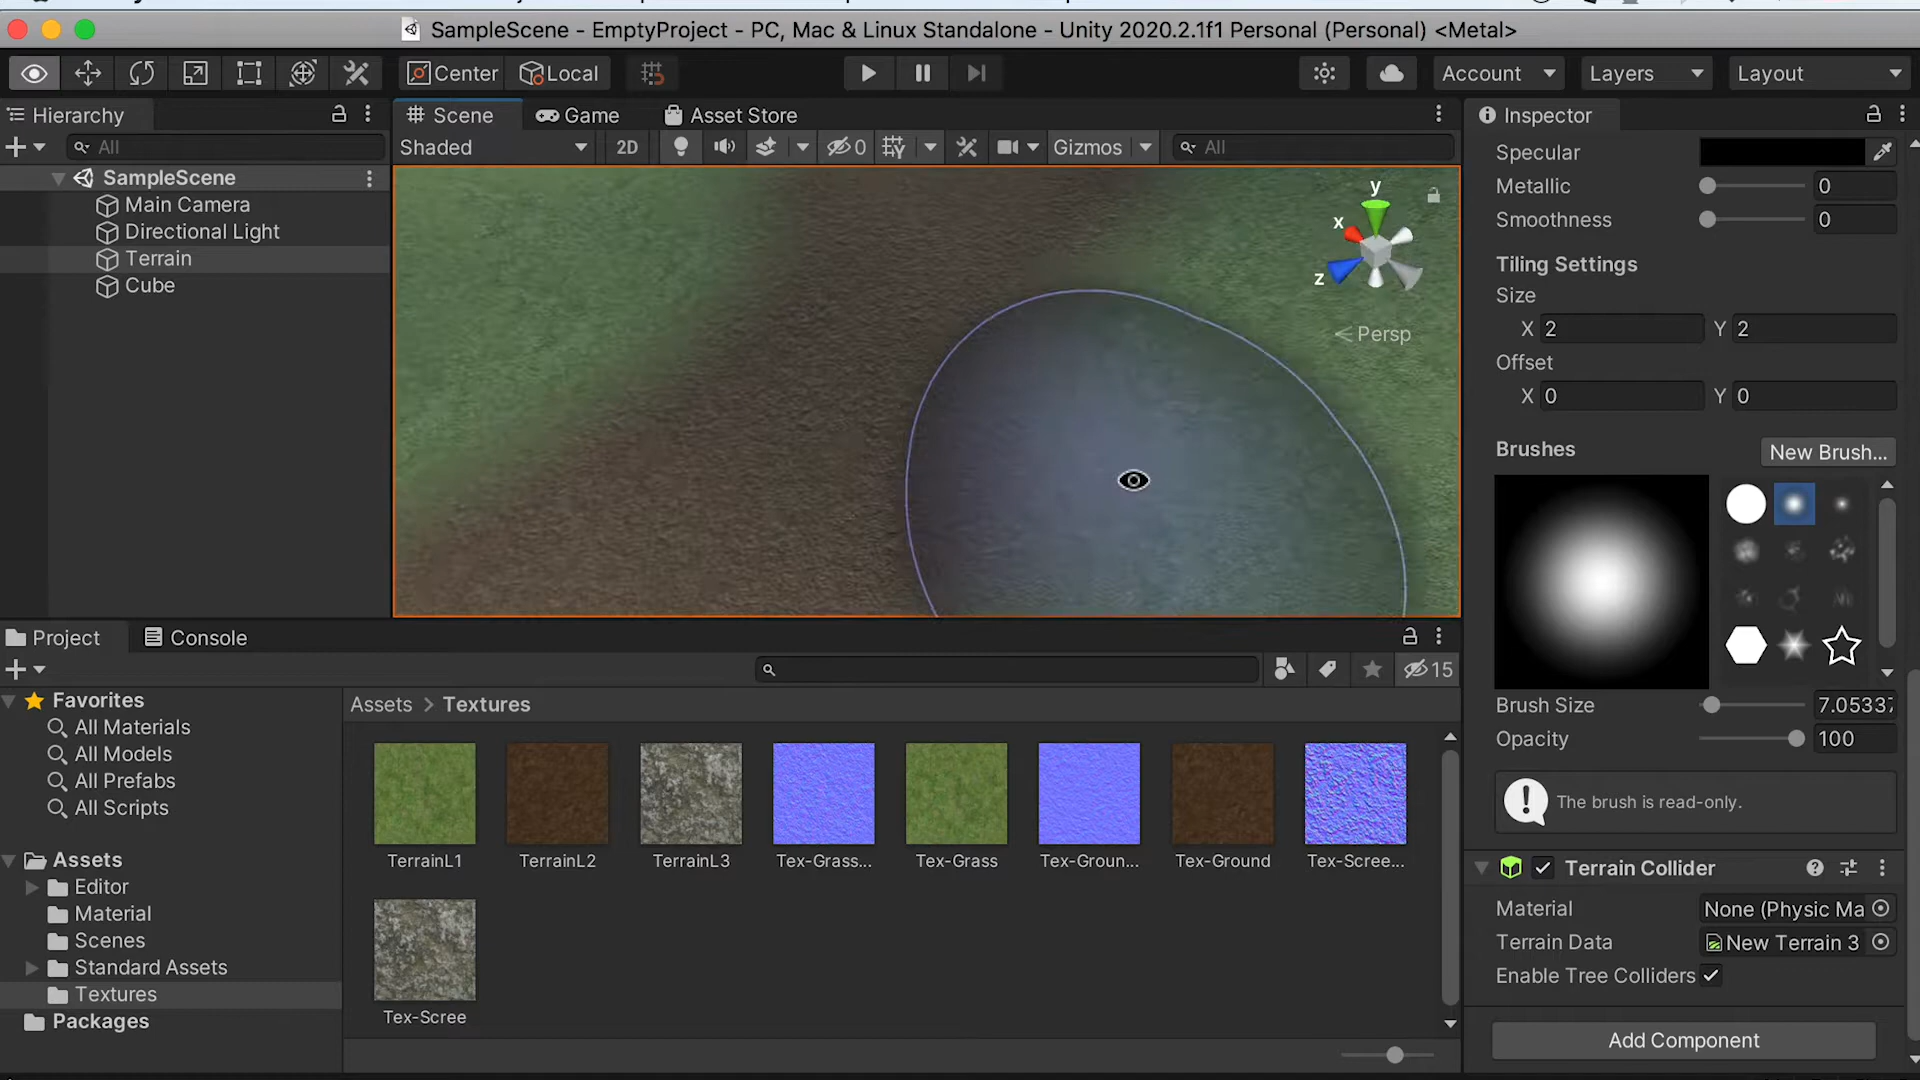 SampleScene - EmptyProject - PC, Mac & Linux Standalone - Unity 2020.2.1f1 Personal (Personal) <Metal>
Center
Local
Account
Layers
Layout
Hierarchy
All
SampleScene
Main Camera
Directional Light
Terrain
Cube
Scene
Game
Asset Store
Shaded
2D
0
Gizmos
All
y
x
z
Persp
Inspector
Specular
Metallic
0
Smoothness
0
Tiling Settings
Size
X 2
Y 2
Offset
X 0
Y 0
Brushes
New Brush...
Brush Size
7.05337
Opacity
100
The brush is read-only.
Terrain Collider
Material
None (Physic Ma
Terrain Data
New Terrain 3
Enable Tree Colliders
Add Component
Project
Console
15
Favorites
All Materials
All Models
All Prefabs
All Scripts
Assets
Editor
Material
Scenes
Standard Assets
Textures
Packages
Assets > Textures
TerrainL1
TerrainL2
TerrainL3
Tex-Grass...
Tex-Grass
Tex-Groun...
Tex-Ground
Tex-Scree...
Tex-Scree